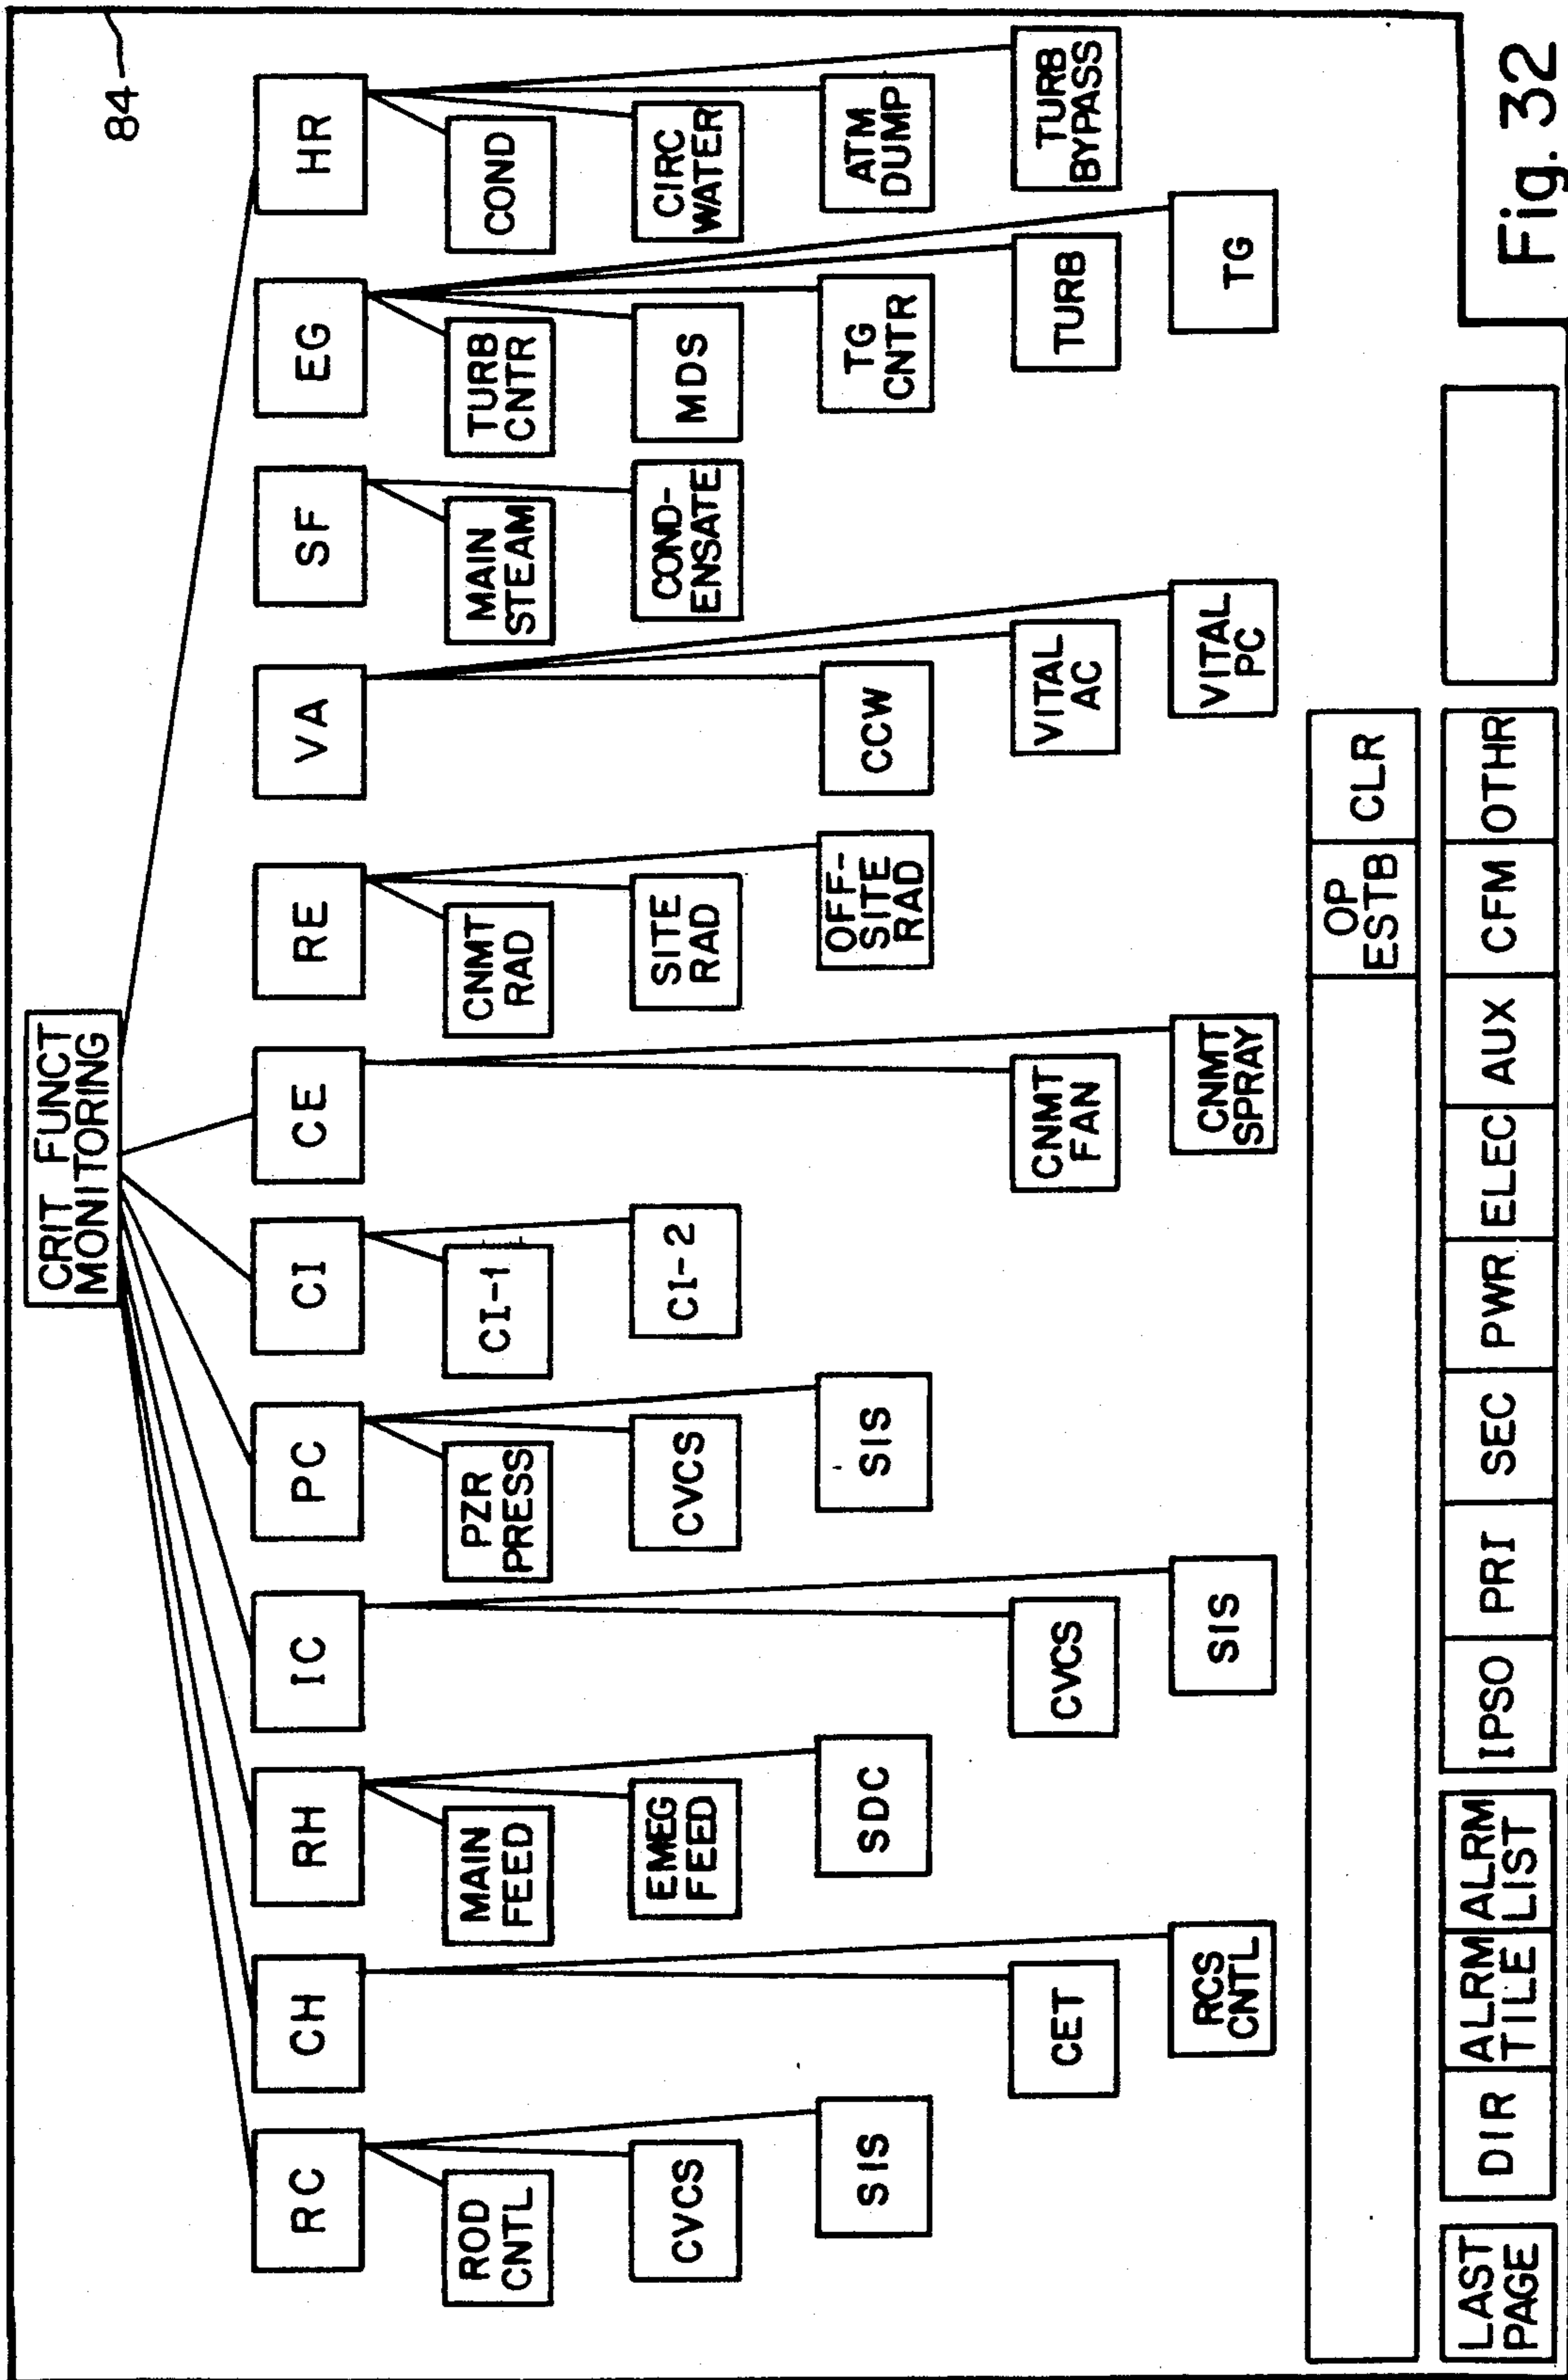 84
CRIT FUNCT
MONITORING
RC
CH
RH
IC
PC
CI
CE
RE
VA
SF
EG
HR
ROD
CNTL
MAIN
FEED
PZR
PRESS
CI-1
CNMT
RAD
MAIN
STEAM
TURB
CNTR
COND
CVCS
EMEG
FEED
CVCS
CI-2
SITE
RAD
COND-
ENSATE
MDS
CIRC
WATER
SIS
SDC
SIS
OFF-
SITE
RAD
CCW
TG
CNTR
ATM
DUMP
CET
CVCS
CNMT
FAN
VITAL
AC
TURB
TURB
BYPASS
RCS
CNTL
SIS
CNMT
SPRAY
VITAL
PC
TG
OP
ESTB
CLR
LAST
PAGE
DIR
ALRM
TILE
ALRM
LIST
IPSO
PRI
SEC
PWR
ELEC
AUX
CFM
OTHR
Fig. 32